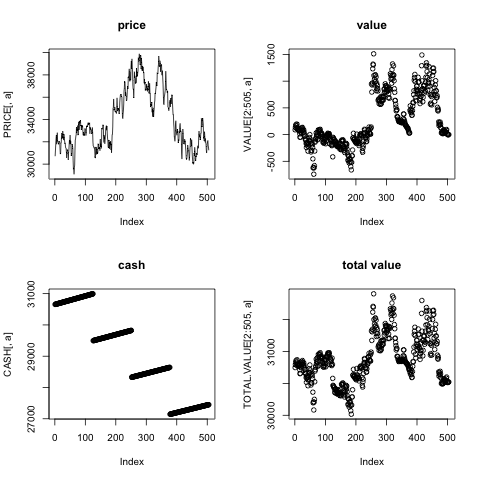 price
PRICE[, a]
38000
34000
30000
0 100 200 300 400 500
Index
value
VALUE[2:505, a]
1500
500
0
-500
0 100 200 300 400 500
Index
cash
CASH[, a]
31000
29000
27000
0 100 200 300 400 500
Index
total value
TOTAL.VALUE[2:505, a]
31000
30000
0 100 200 300 400 500
Index